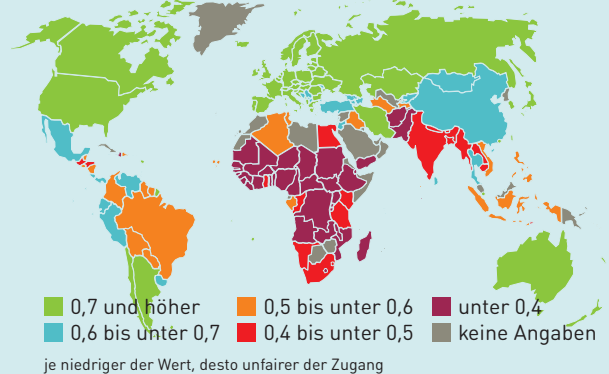 0,7 und höher 0,5 bis unter 0,6 unter 0,4
0,6 bis unter 0,7 0,4 bis unter 0,5 keine Angaben
je niedriger der Wert, desto unfairer der Zugang